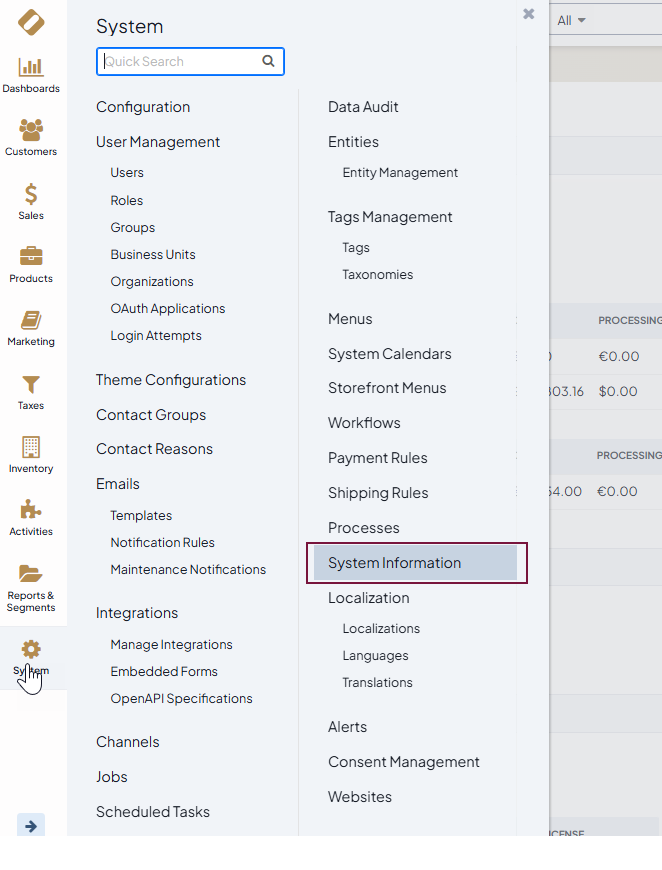 Dashboards
Customers
Sales
Products
Marketing
Taxes
Inventory
Activities
Reports &
Segments
System
System
Quick Search
Configuration
User Management
Users
Roles
Groups
Business Units
Organizations
OAuth Applications
Login Attempts
Theme Configurations
Contact Groups
Contact Reasons
Emails
Templates
Notification Rules
Maintenance Notifications
Integrations
Manage Integrations
Embedded Forms
OpenAPI Specifications
Channels
Jobs
Scheduled Tasks
Data Audit
Entities
Entity Management
Tags Management
Tags
Taxonomies
Menus
System Calendars
Storefront Menus
Workflows
Payment Rules
Shipping Rules
Processes
System Information
Localization
Localizations
Languages
Translations
Alerts
Consent Management
Websites
All
PROCESSING
€0.00
803.16 $0.00
PROCESSING
54.00 €0.00